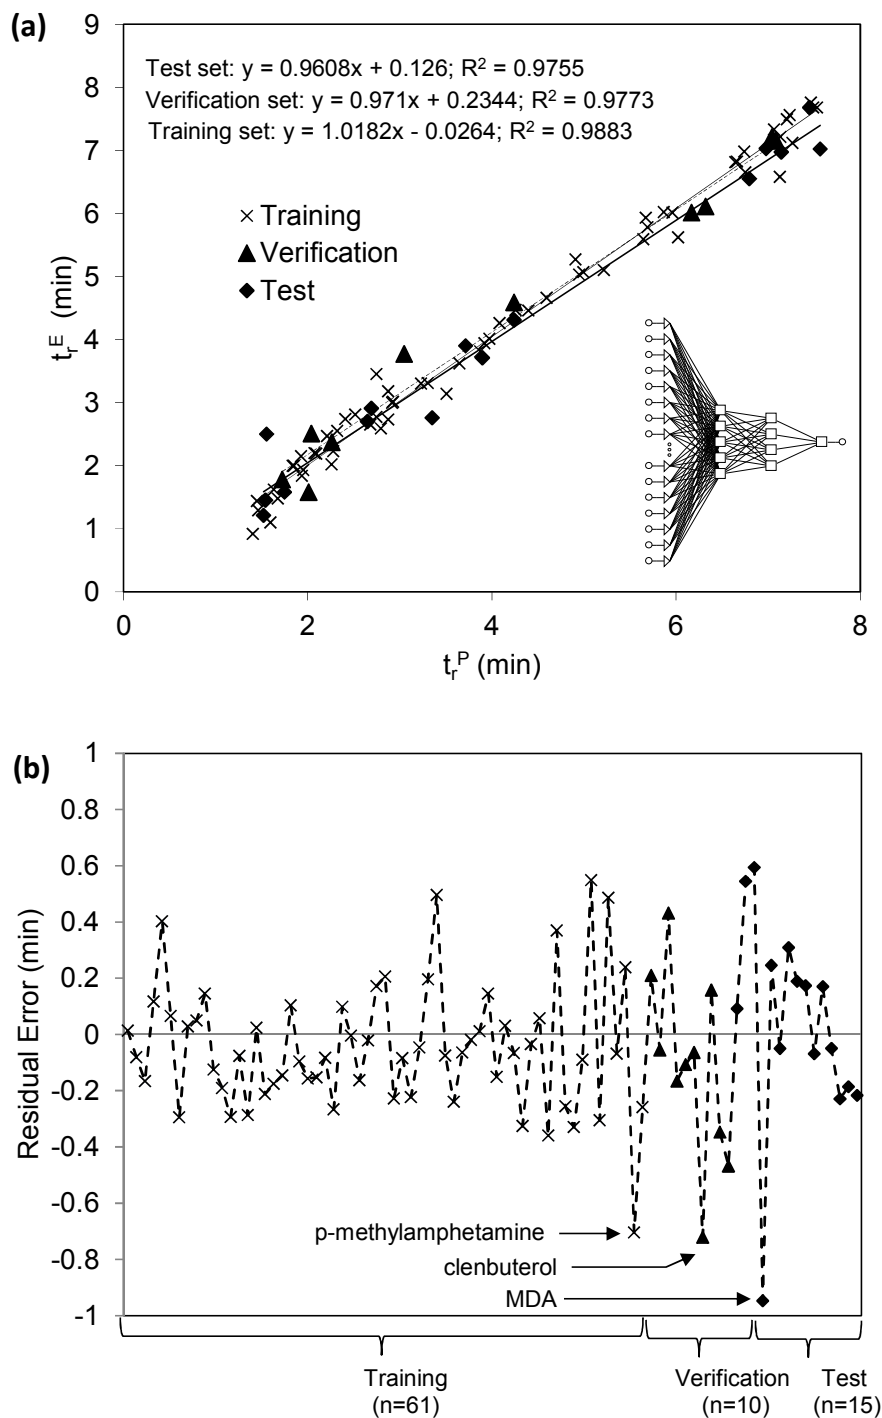 (a)
9
8
7
6
5
4
3
2
1
0
tᵣᴱ (min)
Test set: y = 0.9608x + 0.126; R² = 0.9755
Verification set: y = 0.971x + 0.2344; R² = 0.9773
Training set: y = 1.0182x - 0.0264; R² = 0.9883
Training
Verification
Test
0 2 4 6 8
tᵣᴾ (min)
(b)
1
0.8
0.6
0.4
0.2
0
-0.2
-0.4
-0.6
-0.8
-1
Residual Error (min)
p-methylamphetamine
clenbuterol
MDA
Training Verification Test
(n=61) (n=10) (n=15)